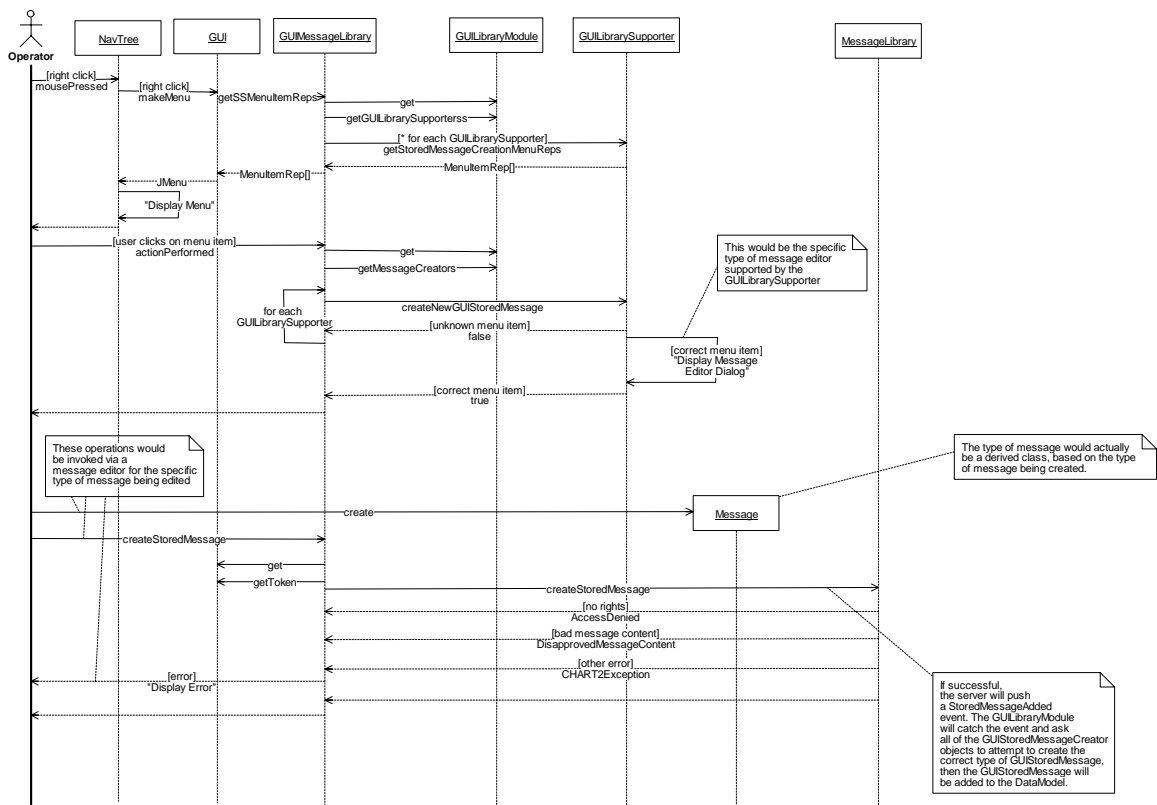 Operator
NavTree
GUI
GUIMessageLibrary
GUILibraryModule
GUILibrarySupporter
MessageLibrary
[right click]
mousePressed
[right click]
makeMenu
getSSMenuItemReps
get
getGUILibrarySupporterss
[* for each GUILibrarySupporter]
getStoredMessageCreationMenuReps
MenuItemRep[]
MenuItemRep[]
JMenu
"Display Menu"
[user clicks on menu item]
actionPerformed
get
getMessageCreators
This would be the specific
type of message editor
supported by the
GUILibrarySupporter
for each
GUILibrarySupporter
createNewGUIStoredMessage
[unknown menu item]
false
[correct menu item]
"Display Message
Editor Dialog"
[correct menu item]
true
These operations would
be invoked via a
message editor for the specific
type of message being edited
The type of message would actually
be a derived class, based on the type
of message being created.
create
Message
createStoredMessage
get
getToken
createStoredMessage
[no rights]
AccessDenied
[bad message content]
DisapprovedMessageContent
[other error]
CHART2Exception
[error]
"Display Error"
If successful,
the server will push
a StoredMessageAdded
event. The GUILibraryModule
will catch the event and ask
all of the GUIStoredMessageCreator
objects to attempt to create the
correct type of GUIStoredMessage,
then the GUIStoredMessage will
be added to the DataModel.